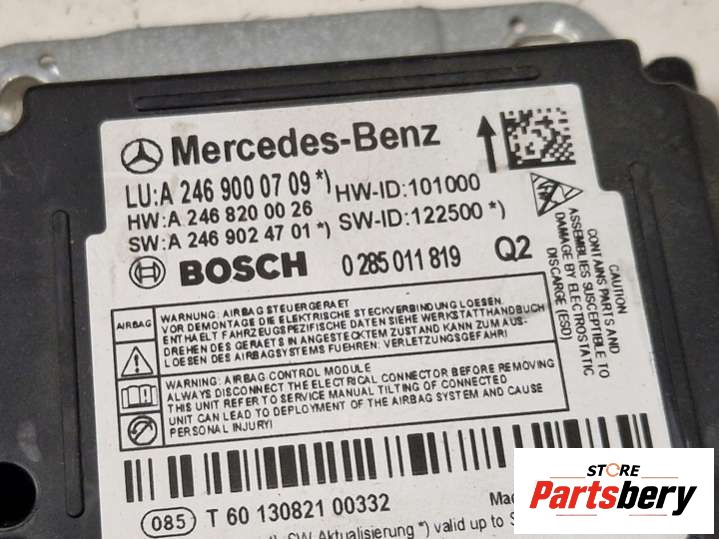 Mercedes-Benz
LU:A 246 900 07 09 *) HW-ID:101000
HW:A 246 820 00 26
SW:A 246 902 47 01 *) SW-ID:122500 *)
BOSCH 0 285 011 819 Q2
CAUTION
CONTAINS PARTS AND
ASSEMBLIES SUSCEPTIBLE TO
DAMAGE BY ELECTROSTATIC
DISCHARGE (ESD)
AIRBAG
WARNUNG: AIRBAG STEUERGERAET
VOR DEMONTAGE DIE ELEKTRISCHE STECKVERBINDUNG LOESEN.
ENTHAELT FAHRZEUGSPEZIFISCHE DATEN SIEHE WERKSTATTHANDBUCH
DREHEN DES GERAETS IN ANGESTECKTEM ZUSTAND KANN ZUM AUS-
LOESEN DES AIRBAGSYSTEMS FUEHREN: VERLETZUNGSGEFAHR!
WARNING: AIRBAG CONTROL MODULE
ALWAYS DISCONNECT THE ELECTRICAL CONNECTOR BEFORE REMOVING
THIS UNIT REFER TO SERVICE MANUAL TILTING OF CONNECTED
UNIT CAN LEAD TO DEPLOYMENT OF THE AIRBAG SYSTEM AND CAUSE
PERSONAL INJURY!
085 T 60 130821 00332 Ma
SW Aktualisierung *) valid up to S
STORE
Partsbery